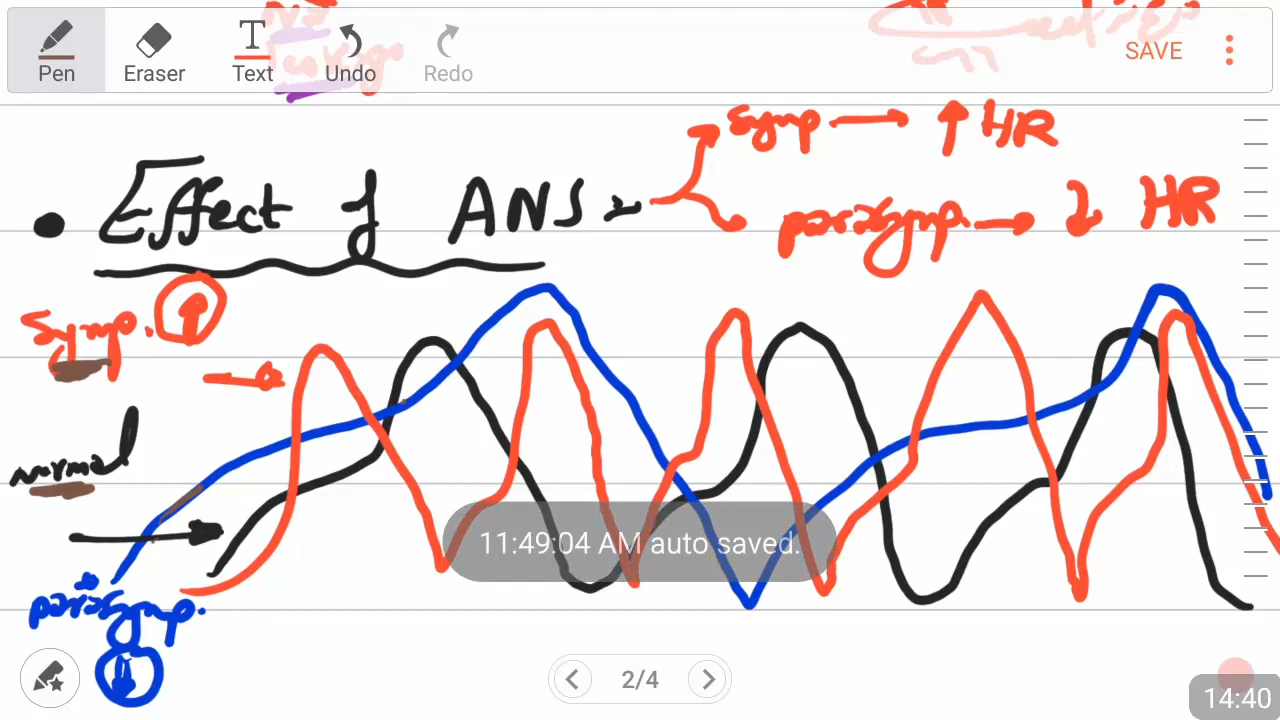 SAVE
Pen Eraser Text Undo Redo
symp → ↑ HR
• Effect of ANS
parasymp. → ↓ HR
Symp. ↑
normal
11:49:04 AM auto saved.
parasymp.
↓
2/4
14:40